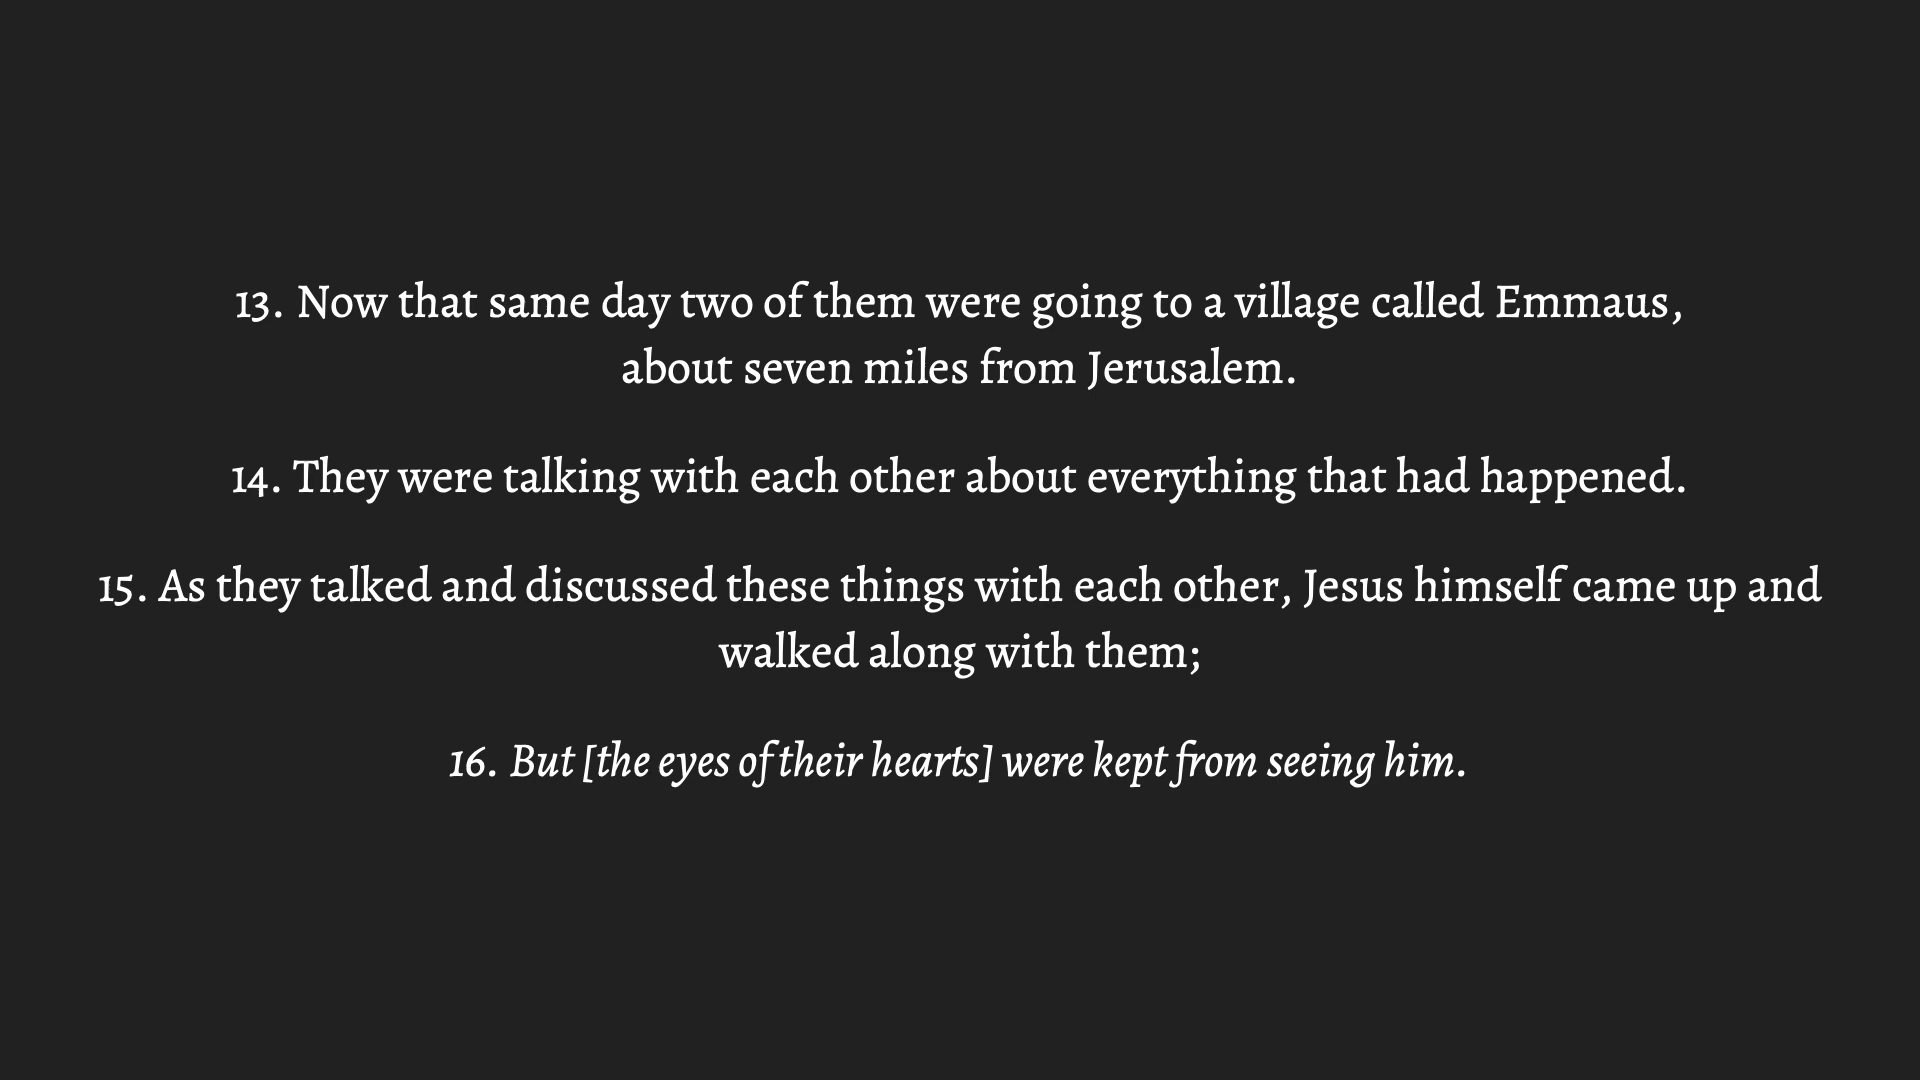 13. Now that same day two of them were going to a village called Emmaus,
about seven miles from Jerusalem.
14. They were talking with each other about everything that had happened.
15. As they talked and discussed these things with each other, Jesus himself came up and
walked along with them;
16. But [the eyes of their hearts] were kept from seeing him.